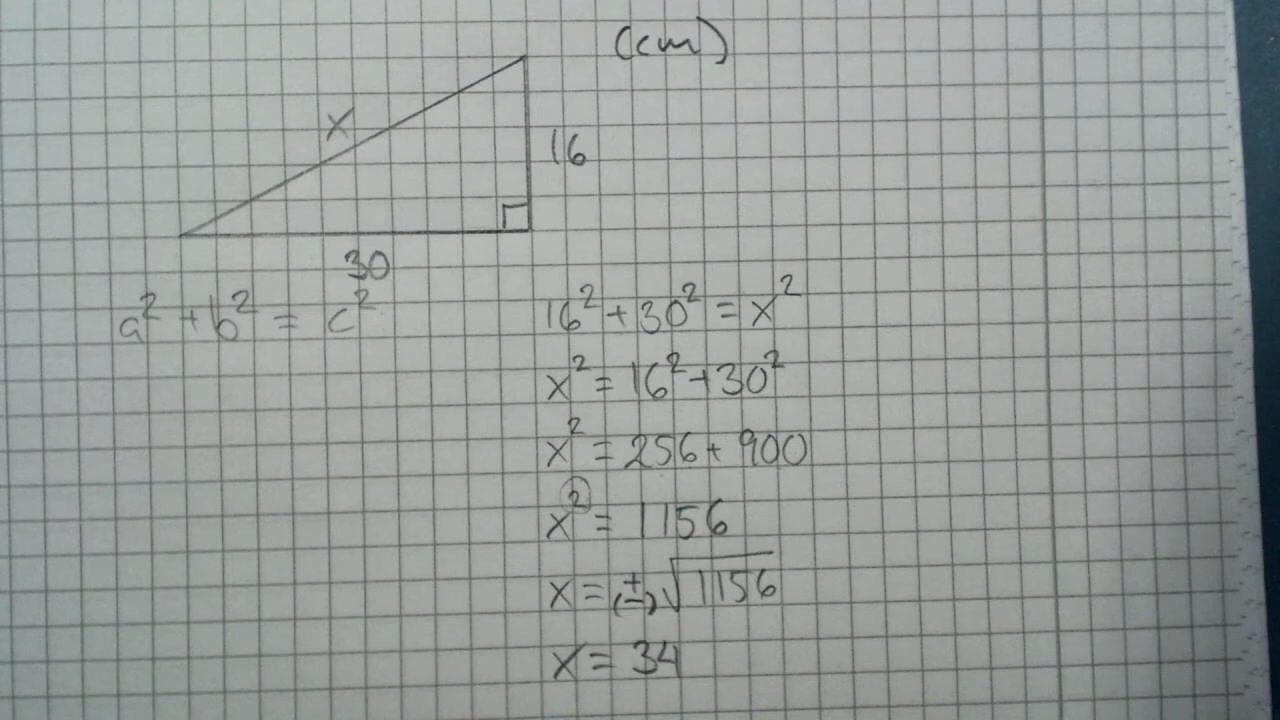 (cm)
x
16
30
a² + b² = c²
16² + 30² = x²
x² = 16² + 30²
x² = 256 + 900
x² = 1156
x = (±)√1156
x = 34